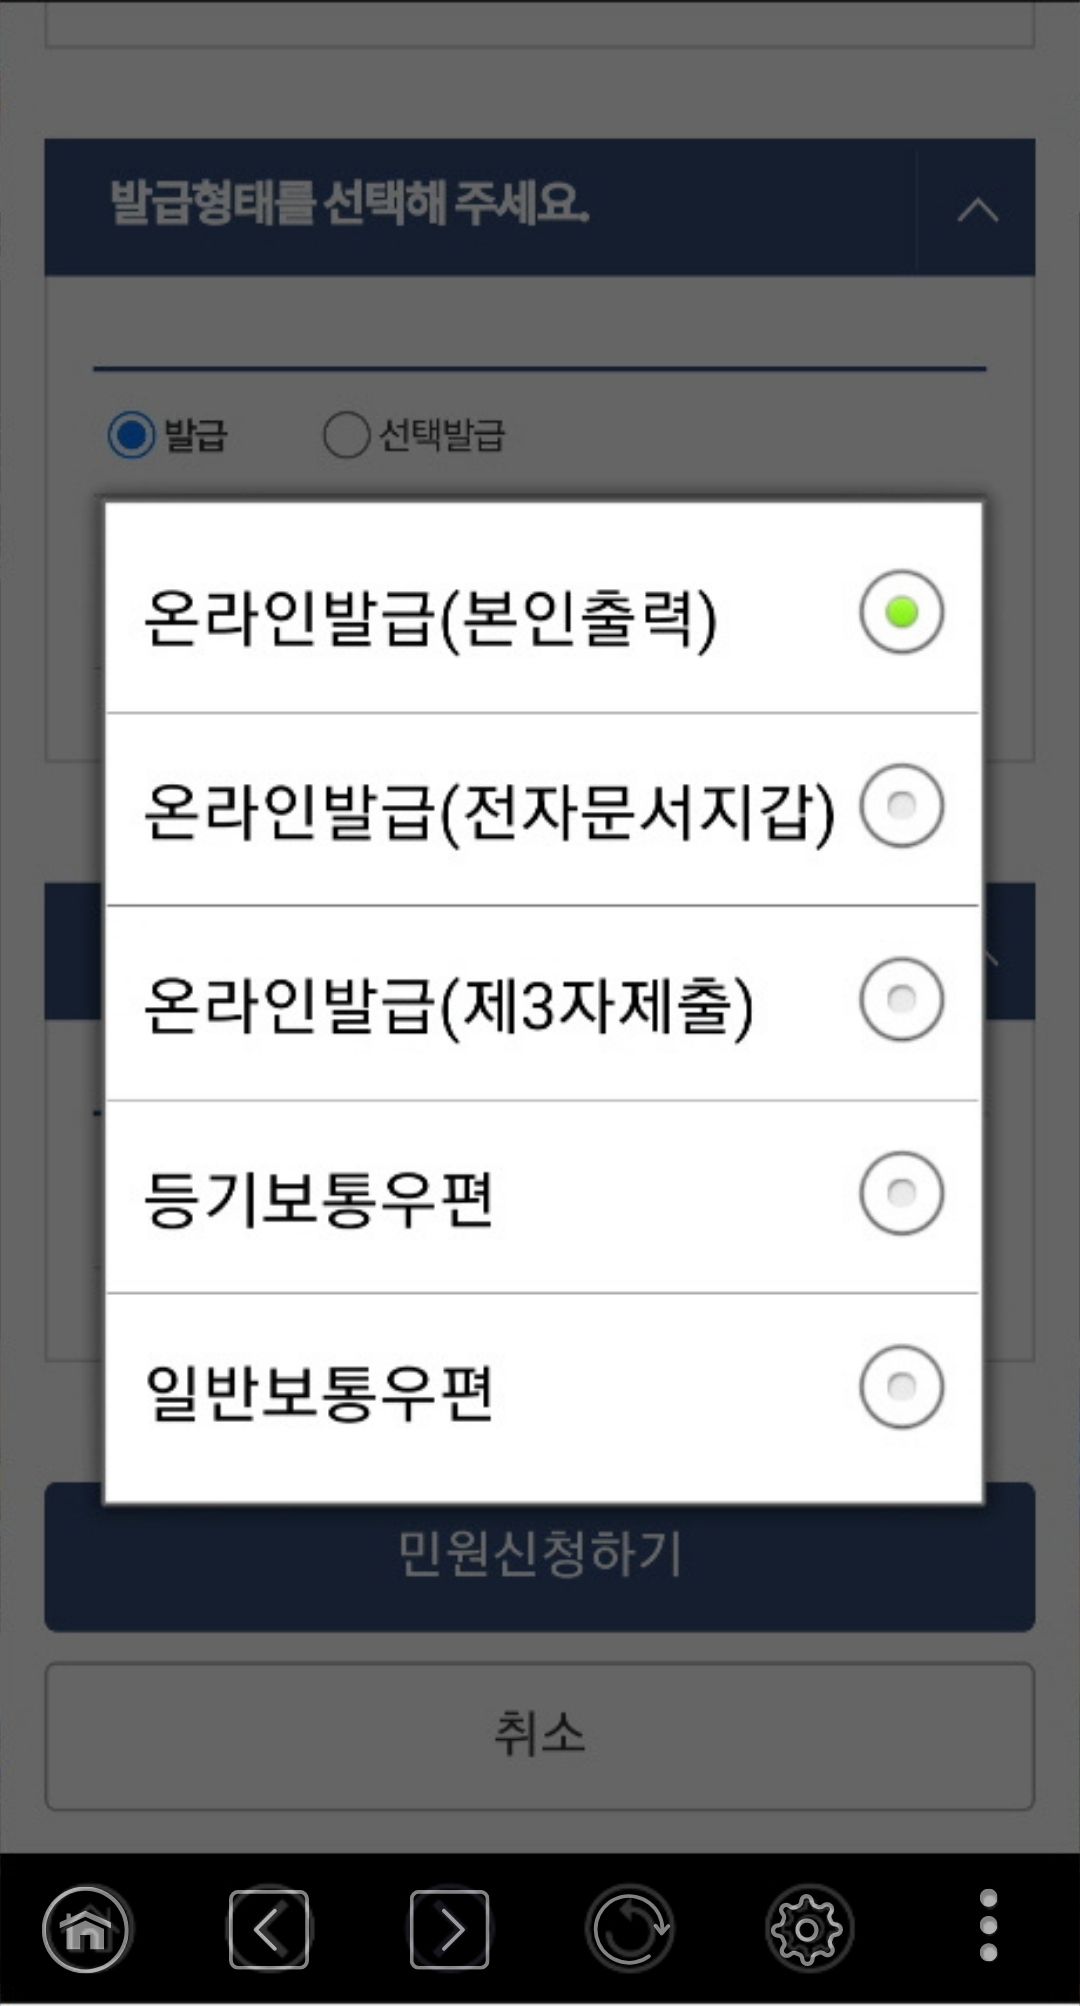 발급형태를 선택해 주세요.
발급 선택발급
온라인발급(본인출력)
온라인발급(전자문서지갑)
온라인발급(제3자제출)
등기보통우편
일반보통우편
민원신청하기
취소